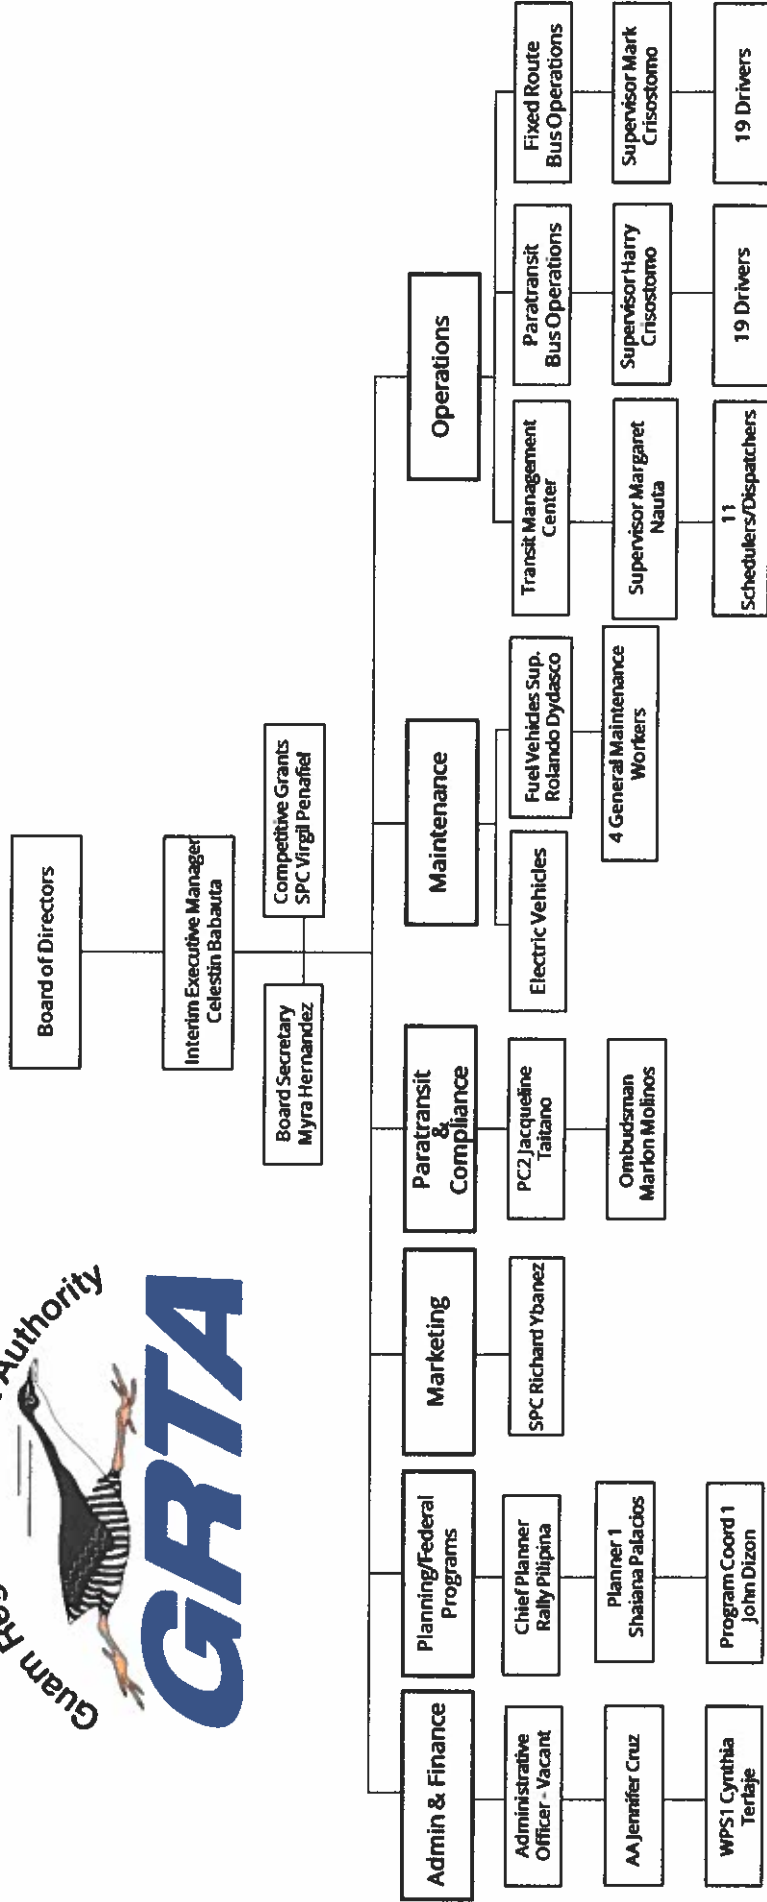 Guam
Authority
GRTA
Board of Directors
Interim Executive Manager
Celestin Babauta
Board Secretary
Myra Hernandez
Competitive Grants
SPC Virgil Penafiel
Admin & Finance
Administrative
Officer - Vacant
AA Jennifer Cruz
WPS1 Cynthia
Terlaje
Planning/Federal
Programs
Chief Planner
Rally Pilipina
Planner 1
Shaiana Palacios
Program Coord 1
John Dizon
Marketing
SPC Richard Ybanez
Paratransit
&
Compliance
PC2 Jacqueline
Taitano
Ombudsman
Marlon Molinos
Maintenance
Electric Vehicles
Fuel Vehicles Sup.
Rolando Dydasco
4 General Maintenance
Workers
Operations
Transit Management
Center
Supervisor Margaret
Nauta
11
Schedulers/Dispatchers
Paratransit
Bus Operations
Supervisor Harry
Crisostomo
19 Drivers
Fixed Route
Bus Operations
Supervisor Mark
Crisostomo
19 Drivers